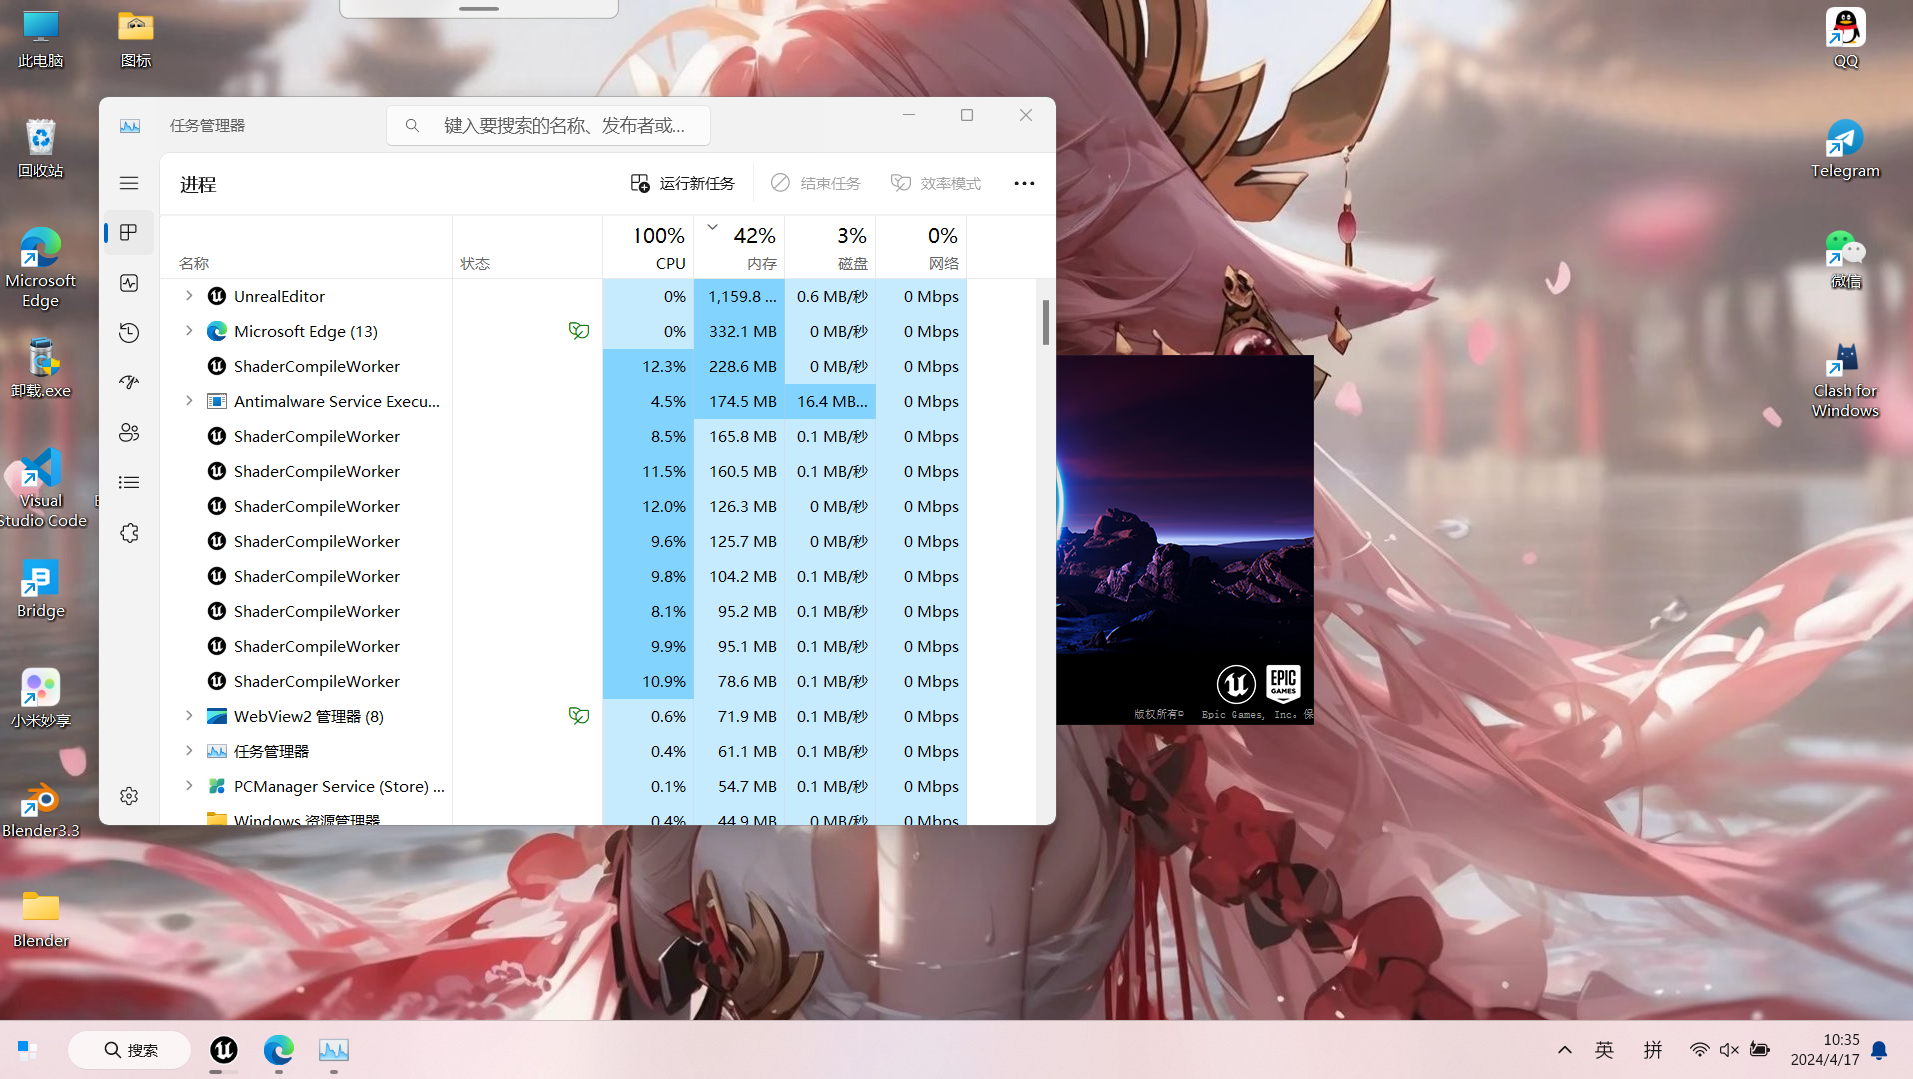 此电脑
图标
回收站
Microsoft
Edge
卸载.exe
Visual
Studio Code
E
Bridge
小米妙享
Blender3.3
Blender
任务管理器
键入要搜索的名称、发布者或...
进程
运行新任务
结束任务
效率模式
名称
状态
100%
CPU
42%
内存
3%
磁盘
0%
网络
UnrealEditor 0% 1,159.8 ... 0.6 MB/秒 0 Mbps
Microsoft Edge (13) 0% 332.1 MB 0 MB/秒 0 Mbps
ShaderCompileWorker 12.3% 228.6 MB 0 MB/秒 0 Mbps
Antimalware Service Execu... 4.5% 174.5 MB 16.4 MB... 0 Mbps
ShaderCompileWorker 8.5% 165.8 MB 0.1 MB/秒 0 Mbps
ShaderCompileWorker 11.5% 160.5 MB 0.1 MB/秒 0 Mbps
ShaderCompileWorker 12.0% 126.3 MB 0 MB/秒 0 Mbps
ShaderCompileWorker 9.6% 125.7 MB 0 MB/秒 0 Mbps
ShaderCompileWorker 9.8% 104.2 MB 0.1 MB/秒 0 Mbps
ShaderCompileWorker 8.1% 95.2 MB 0.1 MB/秒 0 Mbps
ShaderCompileWorker 9.9% 95.1 MB 0.1 MB/秒 0 Mbps
ShaderCompileWorker 10.9% 78.6 MB 0.1 MB/秒 0 Mbps
WebView2 管理器 (8) 0.6% 71.9 MB 0.1 MB/秒 0 Mbps
任务管理器 0.4% 61.1 MB 0.1 MB/秒 0 Mbps
PCManager Service (Store) ... 0.1% 54.7 MB 0.1 MB/秒 0 Mbps
Windows 资源管理器 0.4% 44.9 MB 0 MB/秒 0 Mbps
EPIC
GAMES
版权所有© Epic Games, Inc。保
QQ
Telegram
微信
Clash for
Windows
搜索
英
拼
10:35
2024/4/17